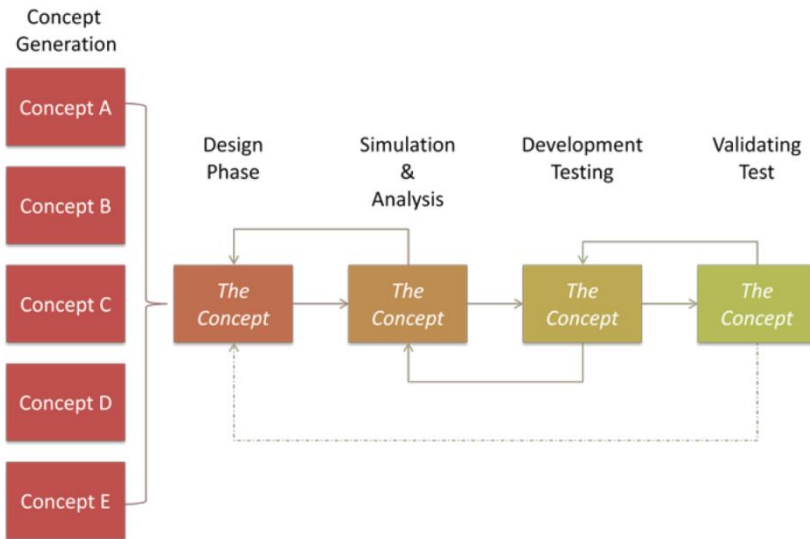 Concept
Generation
Concept A
Concept B
Concept C
Concept D
Concept E
Design
Phase
The
Concept
Simulation
&
Analysis
The
Concept
Development
Testing
The
Concept
Validating
Test
The
Concept